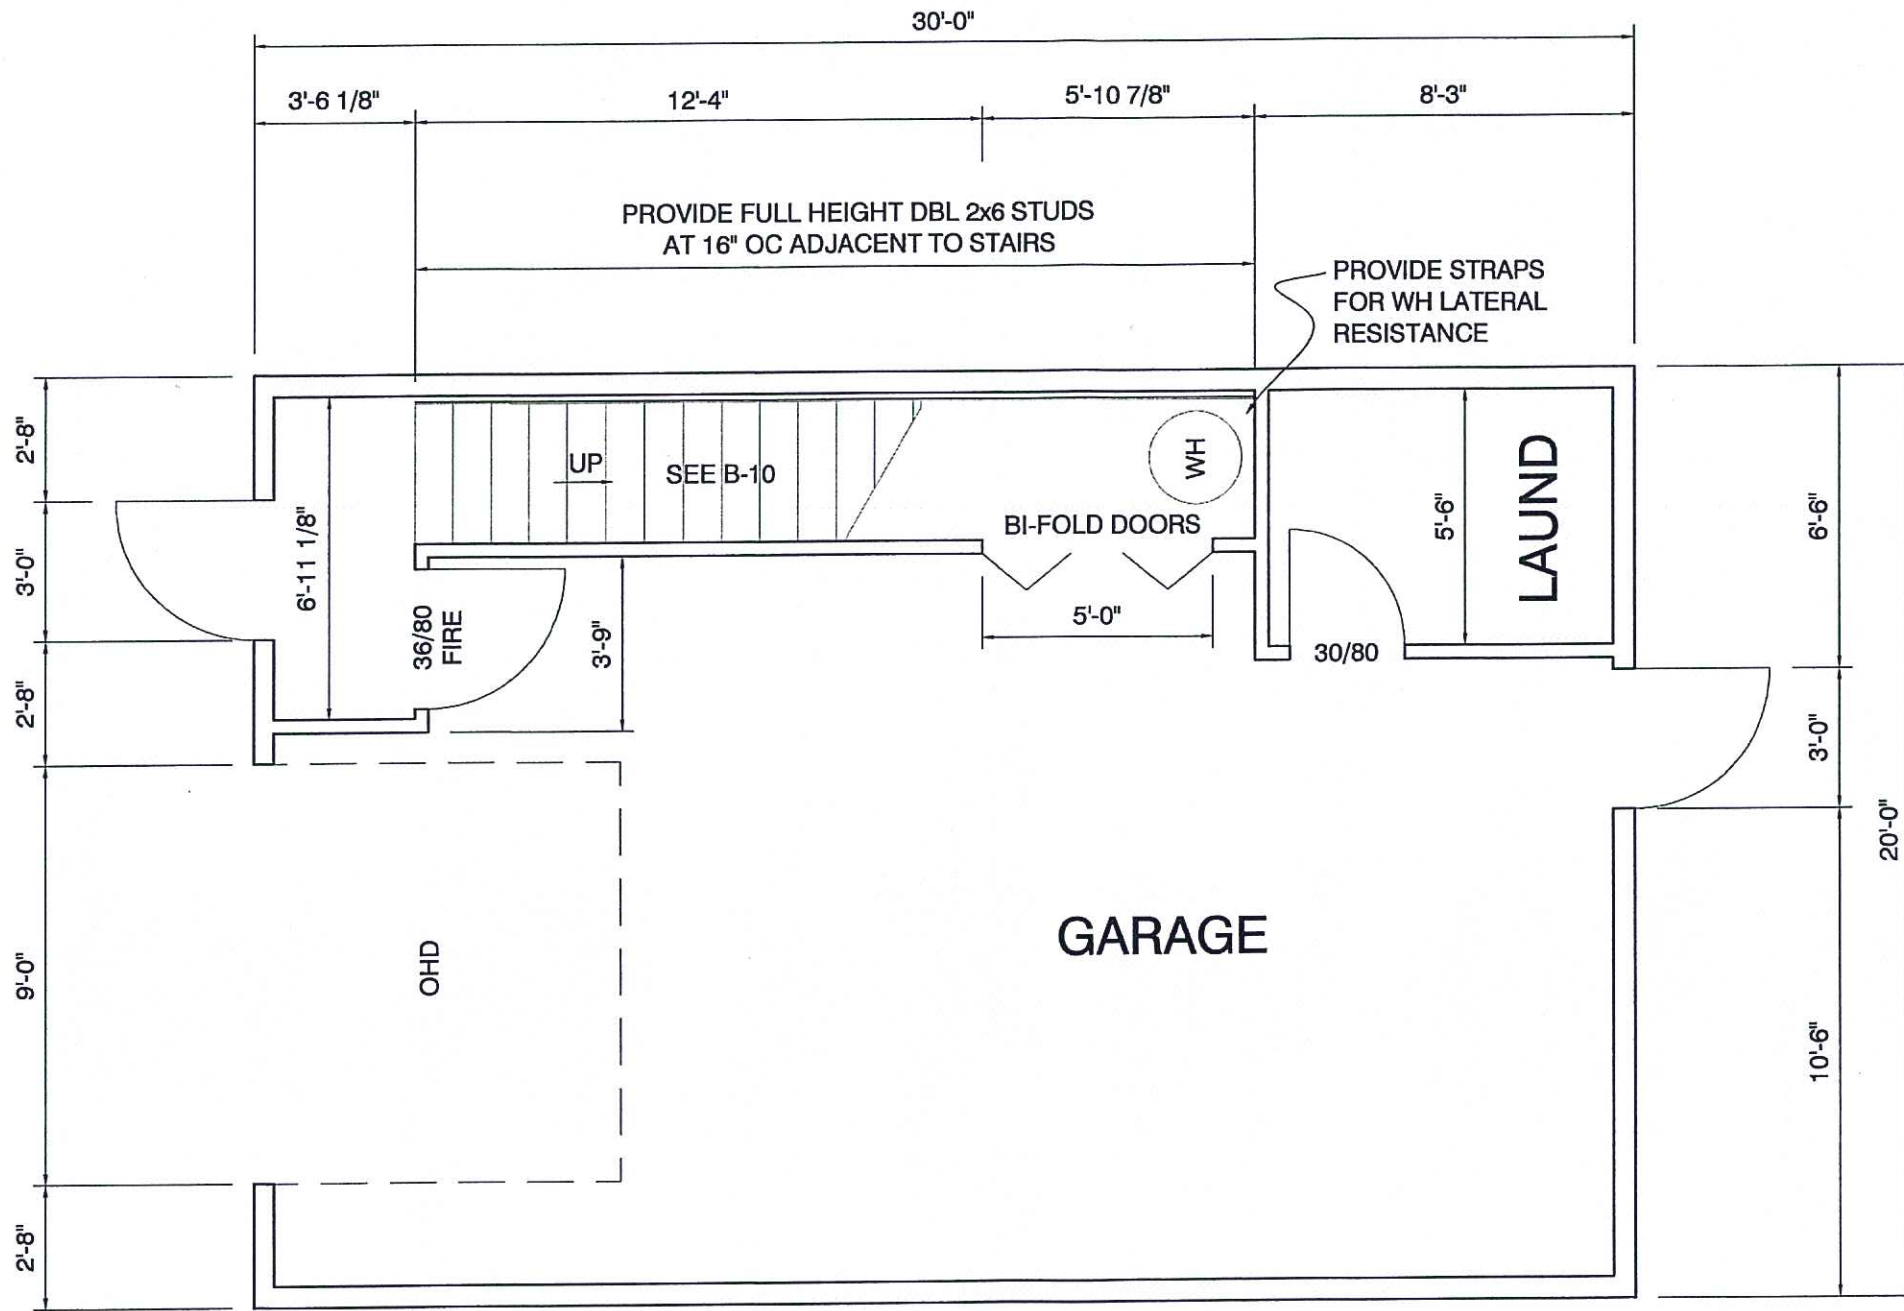 30'-0"
3'-6 1/8"
12'-4"
5'-10 7/8"
8'-3"
PROVIDE FULL HEIGHT DBL 2x6 STUDS
AT 16" OC ADJACENT TO STAIRS
PROVIDE STRAPS
FOR WH LATERAL
RESISTANCE
2'-8"
3'-0"
2'-8"
9'-0"
2'-8"
6'-11 1/8"
UP
SEE B-10
WH
BI-FOLD DOORS
5'-0"
36/80
FIRE
3'-9"
5'-6"
LAUND
30/80
6'-6"
3'-0"
20'-0"
10'-6"
OHD
GARAGE